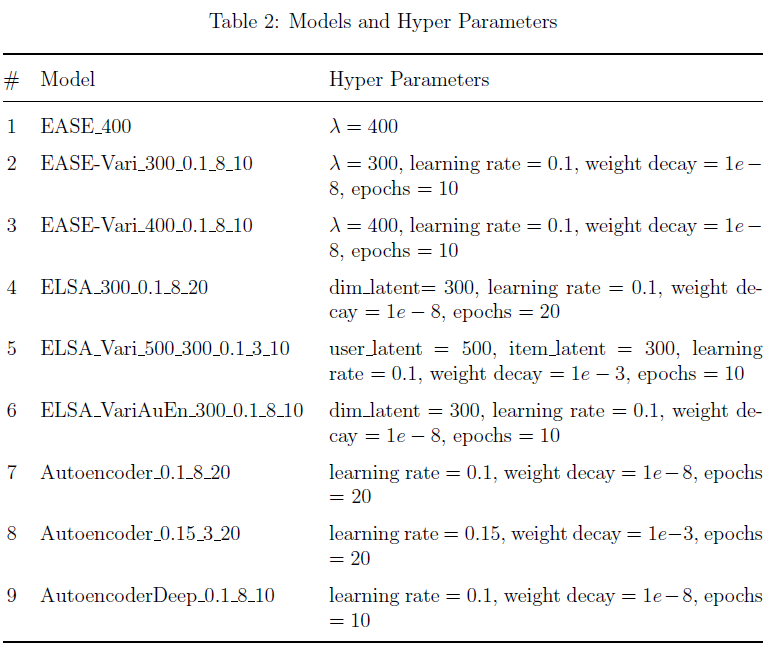 Table 2: Models and Hyper Parameters
# Model Hyper Parameters
1 EASE_400 λ = 400
2 EASE-Vari_300_0.1_8_10 λ = 300, learning rate = 0.1, weight decay = 1e −
8, epochs = 10
3 EASE-Vari_400_0.1_8_10 λ = 400, learning rate = 0.1, weight decay = 1e −
8, epochs = 10
4 ELSA_300_0.1_8_20 dim_latent= 300, learning rate = 0.1, weight de-
cay = 1e − 8, epochs = 20
5 ELSA_Vari_500_300_0.1_3_10 user_latent = 500, item_latent = 300, learning
rate = 0.1, weight decay = 1e − 3, epochs = 10
6 ELSA_VariAuEn_300_0.1_8_10 dim_latent = 300, learning rate = 0.1, weight de-
cay = 1e − 8, epochs = 10
7 Autoencoder_0.1_8_20 learning rate = 0.1, weight decay = 1e−8, epochs
= 20
8 Autoencoder_0.15_3_20 learning rate = 0.15, weight decay = 1e−3, epochs
= 20
9 AutoencoderDeep_0.1_8_10 learning rate = 0.1, weight decay = 1e−8, epochs
= 10